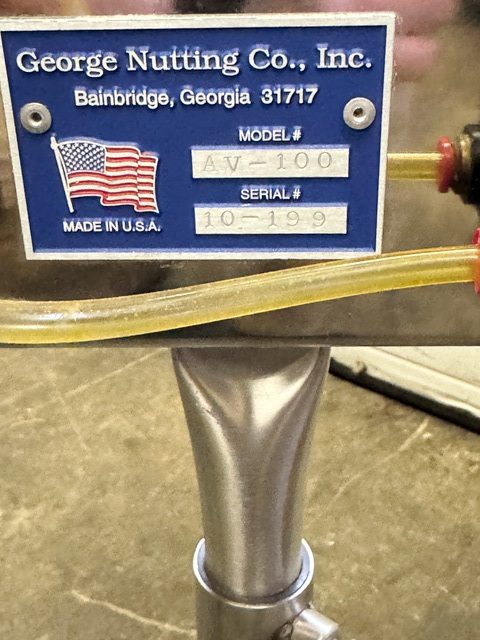 George Nutting Co., Inc.
Bainbridge, Georgia 31717
MODEL #
AV-100
SERIAL #
10-199
MADE IN U.S.A.